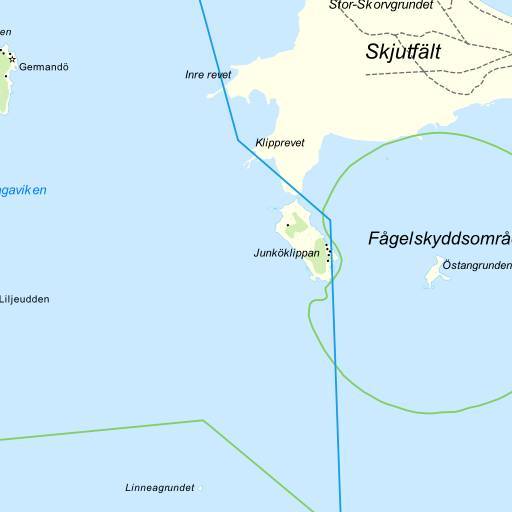 Stor-Skorvgrundet
Skjutfält
Germandö
Inre revet
Klipprevet
Fågelskyddsområ
Junköklippan
Östangrunden
Liljeudden
Linneagrundet